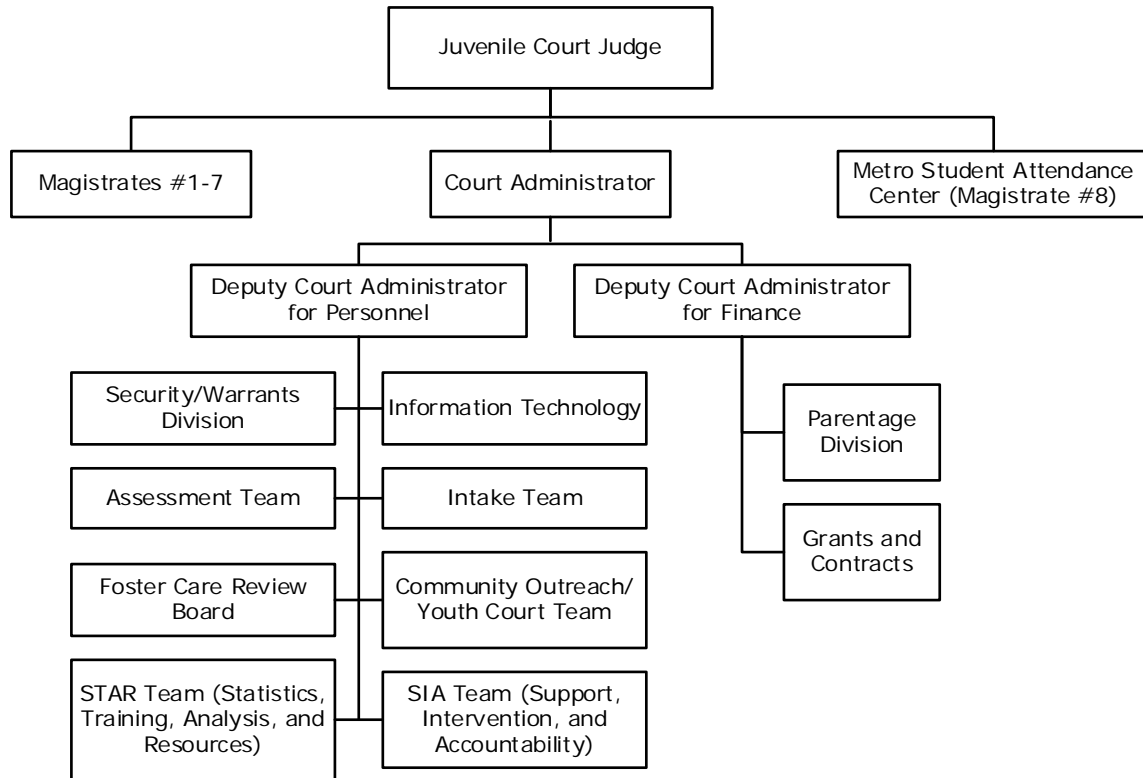 Juvenile Court Judge
Magistrates #1-7
Court Administrator
Metro Student Attendance
Center (Magistrate #8)
Deputy Court Administrator
for Personnel
Deputy Court Administrator
for Finance
Security/Warrants
Division
Information Technology
Parentage
Division
Assessment Team
Intake Team
Grants and
Contracts
Foster Care Review
Board
Community Outreach/
Youth Court Team
STAR Team (Statistics,
Training, Analysis, and
Resources)
SIA Team (Support,
Intervention, and
Accountability)